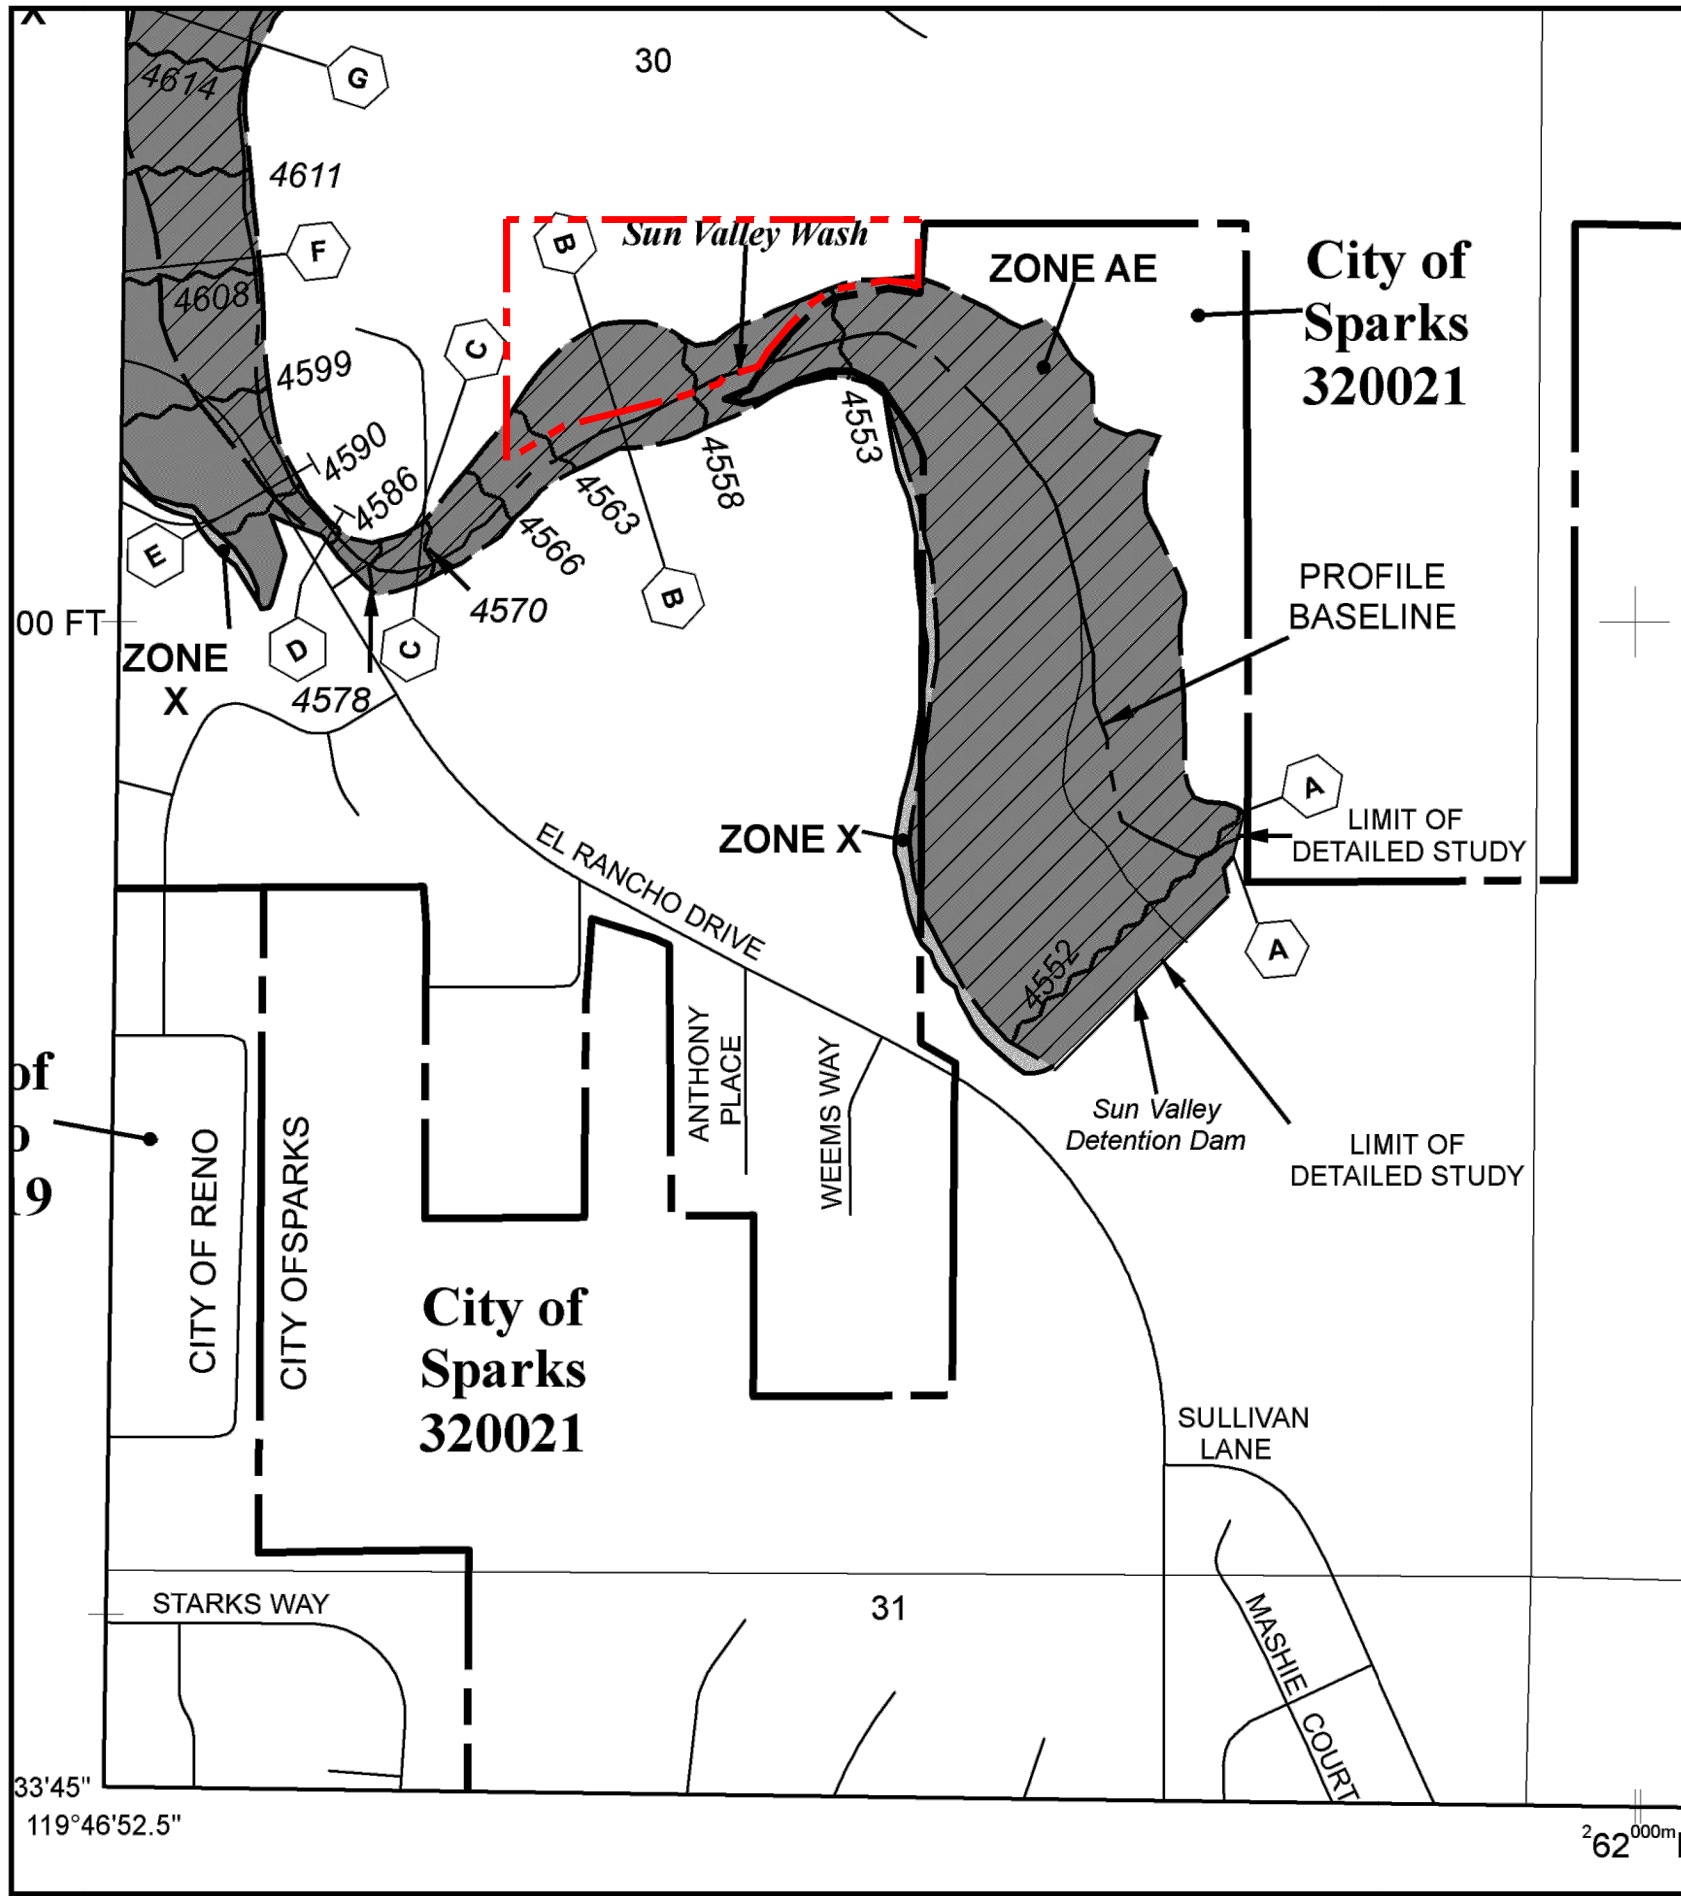 X
30
G
4614
4611
F
4608
4599
4590
4586
Sun Valley Wash
B
C
ZONE AE
City of
Sparks
320021
4553
4558
4563
4566
4570
E
D
C
B
4578
00 FT
ZONE
X
PROFILE
BASELINE
A
LIMIT OF
DETAILED STUDY
ZONE X
EL RANCHO DRIVE
A
4552
ANTHONY
PLACE
WEEMS WAY
Sun Valley
Detention Dam
LIMIT OF
DETAILED STUDY
of
o
19
CITY OF RENO
CITY OFSPARKS
City of
Sparks
320021
SULLIVAN
LANE
STARKS WAY
31
MASHIE COURT
33'45"
119°46'52.5"
262000m